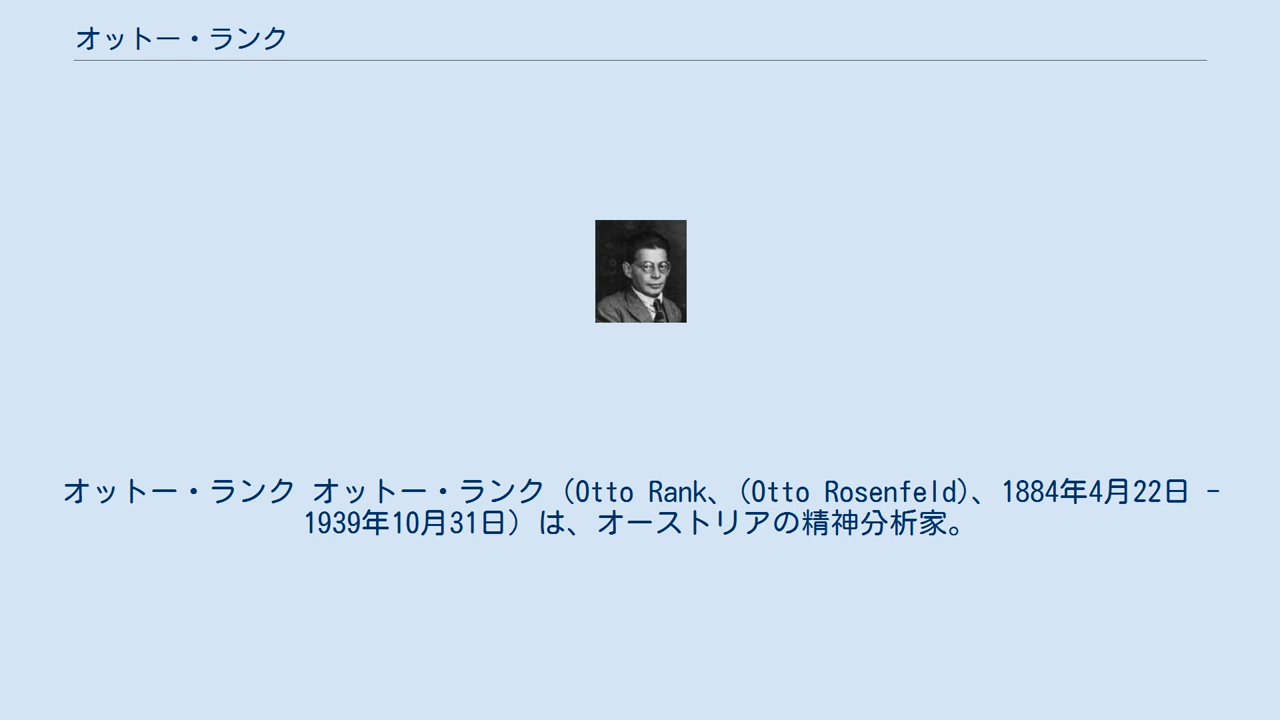 オットー・ランク
オットー・ランク オットー・ランク（Otto Rank、(Otto Rosenfeld)、1884年4月22日 -
1939年10月31日）は、オーストリアの精神分析家。